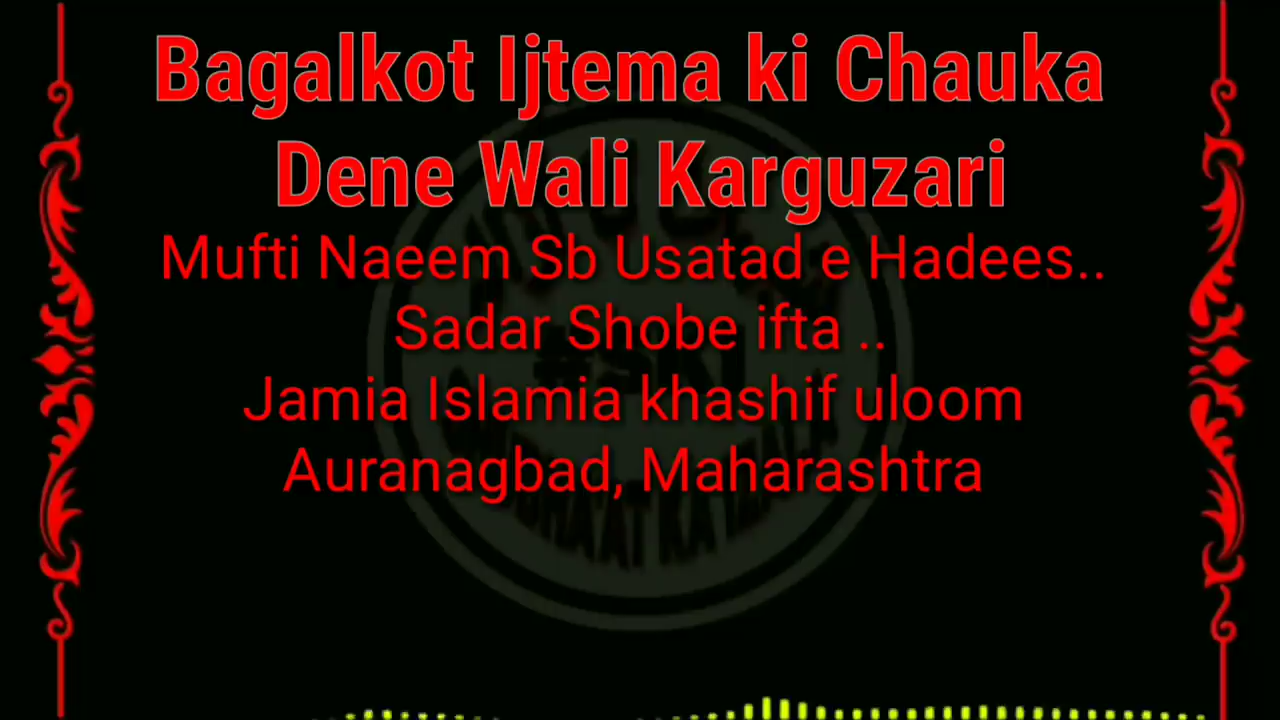 Bagalkot Ijtema ki Chauka
Dene Wali Karguzari
Mufti Naeem Sb Usatad e Hadees..
Sadar Shobe ifta ..
Jamia Islamia khashif uloom
Auranagbad, Maharashtra